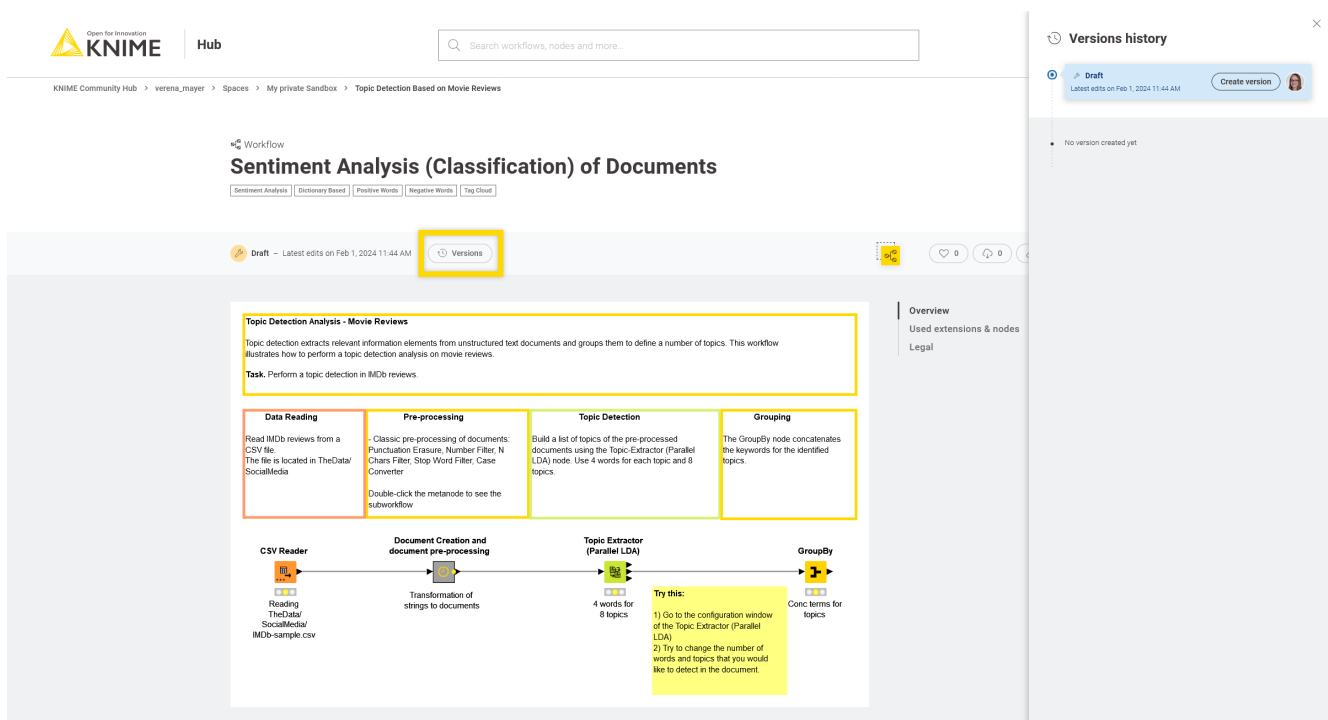 Open for Innovation
KNIME
Hub
Search workflows, nodes and more...
KNIME Community Hub > verena_mayer > Spaces > My private Sandbox > Topic Detection Based on Movie Reviews
Workflow
Sentiment Analysis (Classification) of Documents
Sentiment Analysis Dictionary Based Positive Words Negative Words Tag Cloud
Draft – Latest edits on Feb 1, 2024 11:44 AM
Versions
0 0
Topic Detection Analysis - Movie Reviews
Topic detection extracts relevant information elements from unstructured text documents and groups them to define a number of topics. This workflow
illustrates how to perform a topic detection analysis on movie reviews.
Task. Perform a topic detection in IMDb reviews.
Data Reading
Read IMDb reviews from a
CSV file.
The file is located in TheData/
SocialMedia
Pre-processing
- Classic pre-processing of documents:
Punctuation Erasure, Number Filter, N
Chars Filter, Stop Word Filter, Case
Converter
Double-click the metanode to see the
subworkflow
Topic Detection
Build a list of topics of the pre-processed
documents using the Topic-Extractor (Parallel
LDA) node. Use 4 words for each topic and 8
topics.
Grouping
The GroupBy node concatenates
the keywords for the identified
topics.
CSV Reader
Reading
TheData/
SocialMedia/
IMDb-sample.csv
Document Creation and
document pre-processing
Transformation of
strings to documents
Topic Extractor
(Parallel LDA)
4 words for
8 topics
Try this:
1) Go to the configuration window
of the Topic Extractor (Parallel
LDA)
2) Try to change the number of
words and topics that you would
like to detect in the document.
GroupBy
Conc terms for
topics
Overview
Used extensions & nodes
Legal
Versions history
Draft
Latest edits on Feb 1, 2024 11:44 AM
Create version
No version created yet